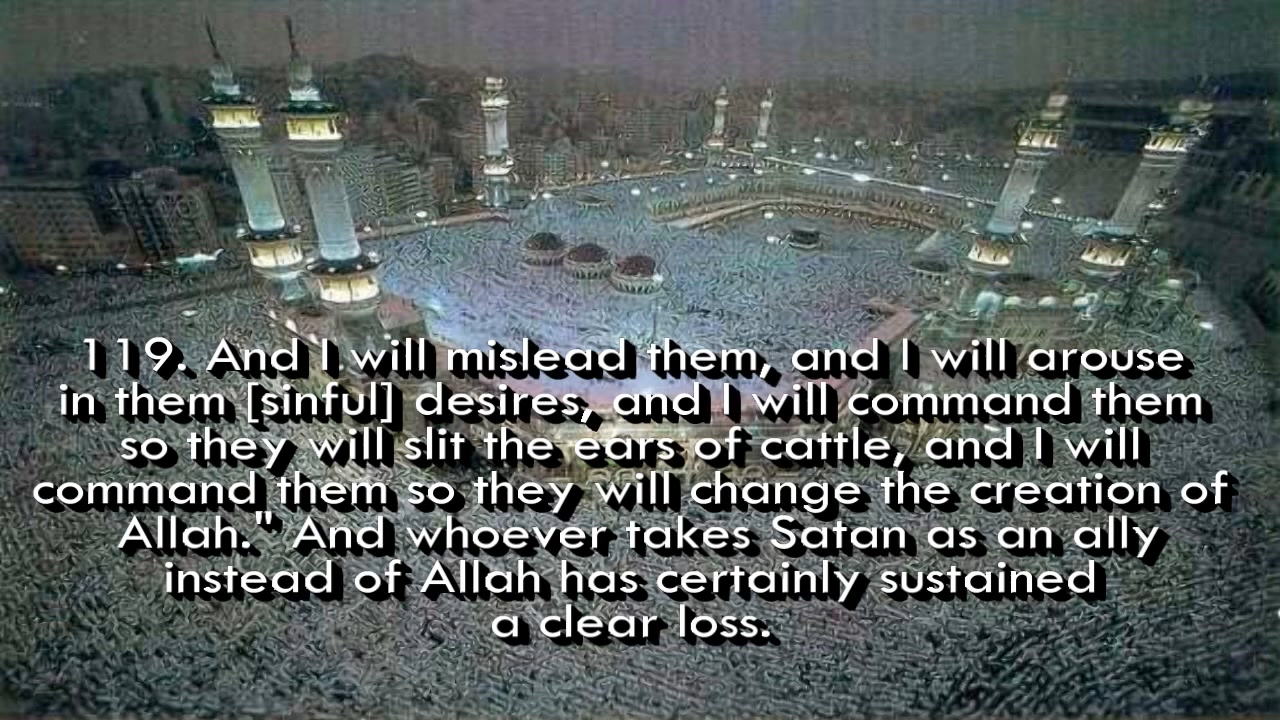 119. And I will mislead them, and I will arouse
in them [sinful] desires, and I will command them
so they will slit the ears of cattle, and I will
command them so they will change the creation of
Allah." And whoever takes Satan as an ally
instead of Allah has certainly sustained
a clear loss.